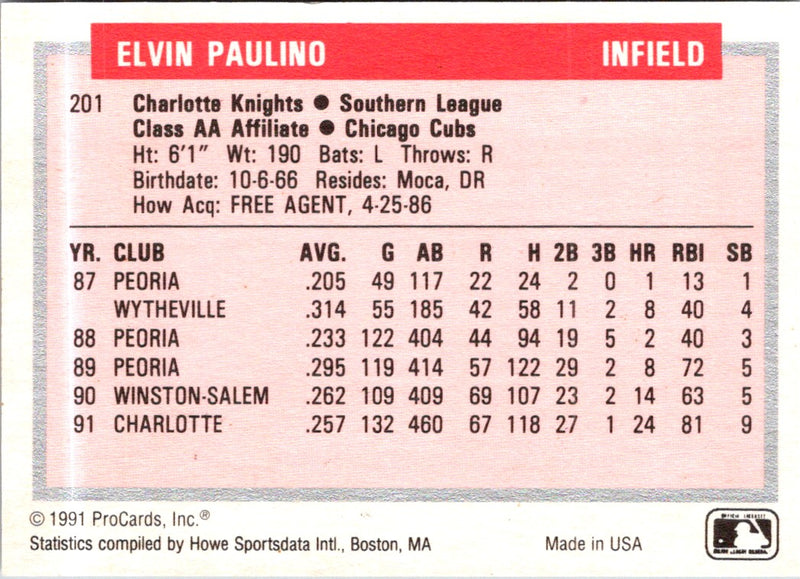 ELVIN PAULINO INFIELD
201 Charlotte Knights ● Southern League
Class AA Affiliate ● Chicago Cubs
Ht: 6'1" Wt: 190 Bats: L Throws: R
Birthdate: 10-6-66 Resides: Moca, DR
How Acq: FREE AGENT, 4-25-86
YR. CLUB AVG. G AB R H 2B 3B HR RBI SB
87 PEORIA .205 49 117 22 24 2 0 1 13 1
WYTHEVILLE .314 55 185 42 58 11 2 8 40 4
88 PEORIA .233 122 404 44 94 19 5 2 40 3
89 PEORIA .295 119 414 57 122 29 2 8 72 5
90 WINSTON-SALEM .262 109 409 69 107 23 2 14 63 5
91 CHARLOTTE .257 132 460 67 118 27 1 24 81 9
© 1991 ProCards, Inc.®
Statistics compiled by Howe Sportsdata Intl., Boston, MA Made in USA